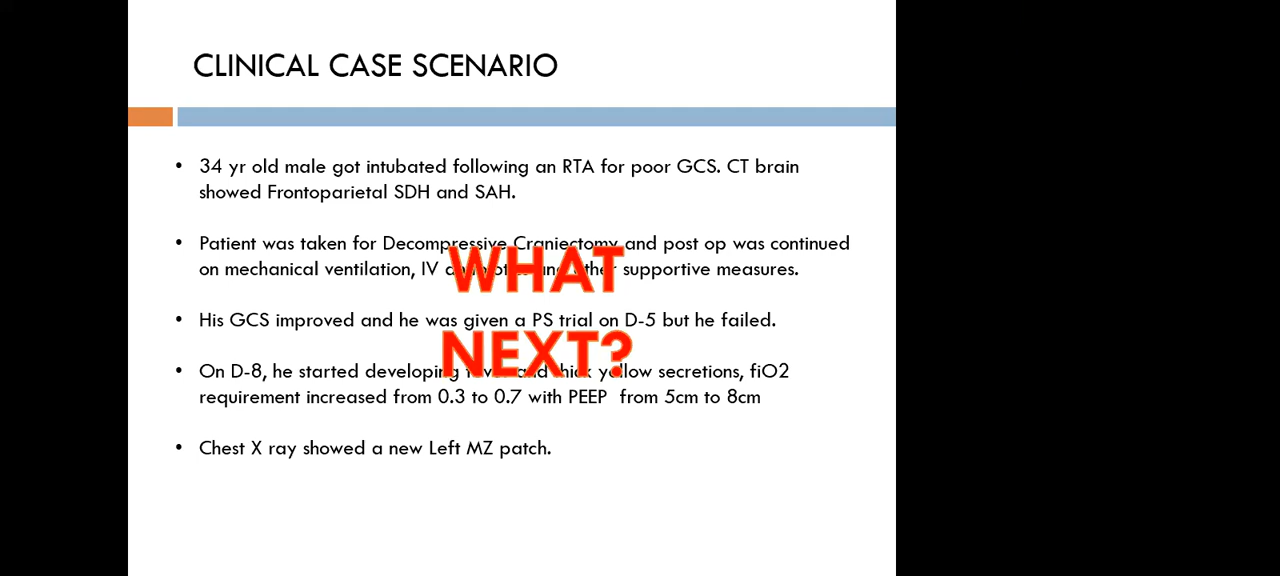 CLINICAL CASE SCENARIO
• 34 yr old male got intubated following an RTA for poor GCS. CT brain
showed Frontoparietal SDH and SAH.
• Patient was taken for Decompressive Craniectomy and post op was continued
on mechanical ventilation, IV supportive measures.
• His GCS improved and he was given a PS trial on D-5 but he failed.
• On D-8, he started developing fever and thick yellow secretions, fiO2
requirement increased from 0.3 to 0.7 with PEEP from 5cm to 8cm
• Chest X ray showed a new Left MZ patch.
WHAT
NEXT?